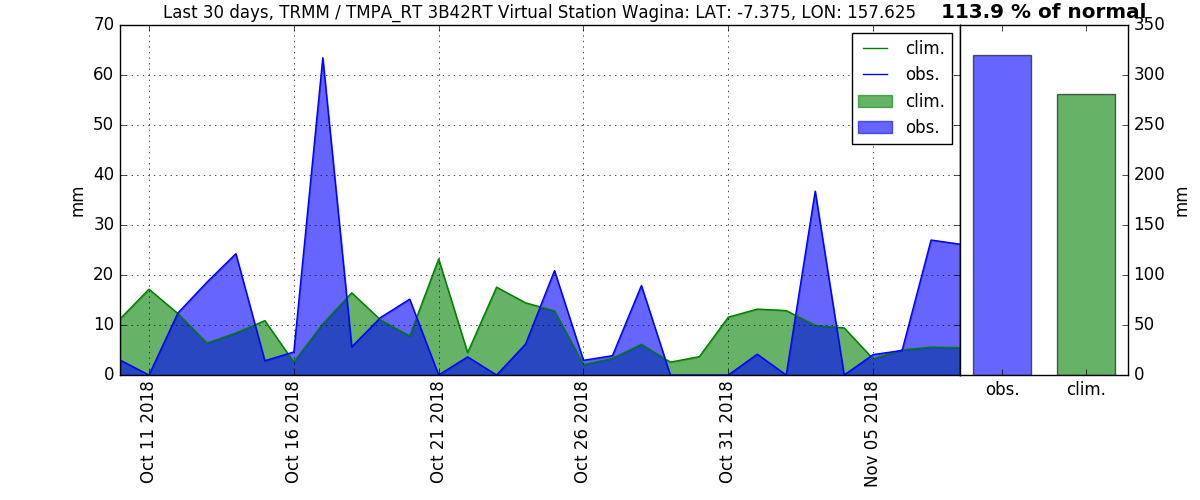 Last 30 days, TRMM / TMPA_RT 3B42RT Virtual Station Wagina: LAT: -7.375, LON: 157.625
113.9 % of normal
70
60
50
40
30
20
10
0
mm
clim.
obs.
clim.
obs.
350
300
250
200
150
100
50
0
mm
obs.
clim.
Oct 11 2018
Oct 16 2018
Oct 21 2018
Oct 26 2018
Oct 31 2018
Nov 05 2018